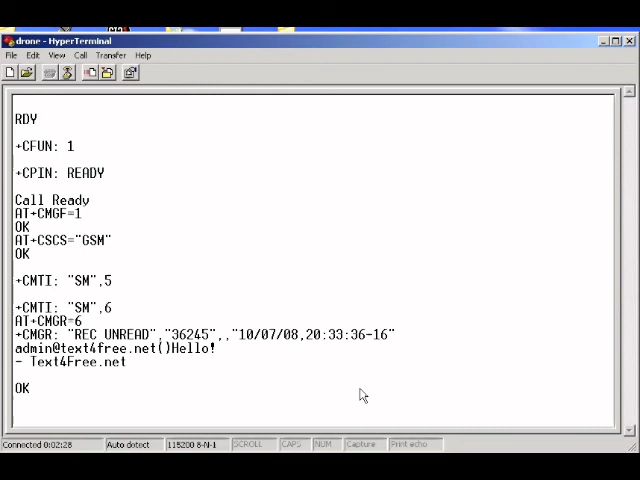 drone - HyperTerminal
File Edit View Call Transfer Help
RDY
+CFUN: 1
+CPIN: READY
Call Ready
AT+CMGF=1
OK
AT+CSCS="GSM"
OK
+CMTI: "SM",5
+CMTI: "SM",6
AT+CMGR=6
+CMGR: "REC UNREAD","36245",,"10/07/08,20:33:36-16"
admin@text4free.net()Hello!
- Text4Free.net
OK
Connected 0:02:28 Auto detect 115200 8-N-1 SCROLL CAPS NUM Capture Print echo